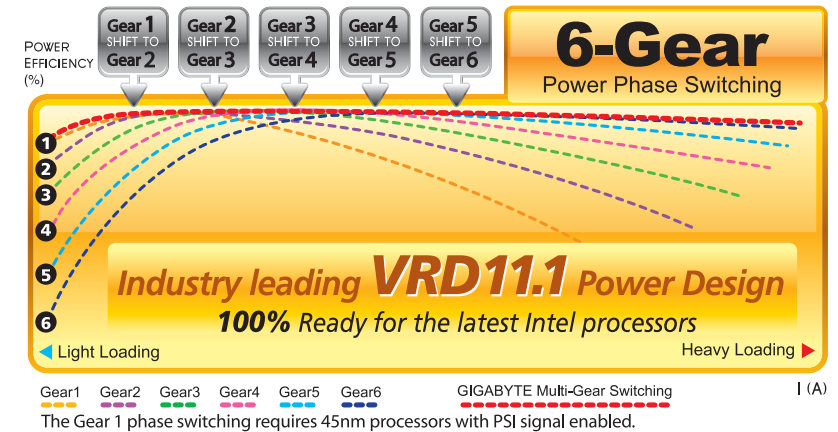 Gear 1
SHIFT TO
Gear 2
Gear 2
SHIFT TO
Gear 3
Gear 3
SHIFT TO
Gear 4
Gear 4
SHIFT TO
Gear 5
Gear 5
SHIFT TO
Gear 6
6-Gear
Power Phase Switching
POWER
EFFICIENCY
(%)
1
2
3
4
5
6
Industry leading VRD11.1 Power Design
100% Ready for the latest Intel processors
Light Loading
Heavy Loading
Gear1 Gear2 Gear3 Gear4 Gear5 Gear6 GIGABYTE Multi-Gear Switching I (A)
The Gear 1 phase switching requires 45nm processors with PSI signal enabled.